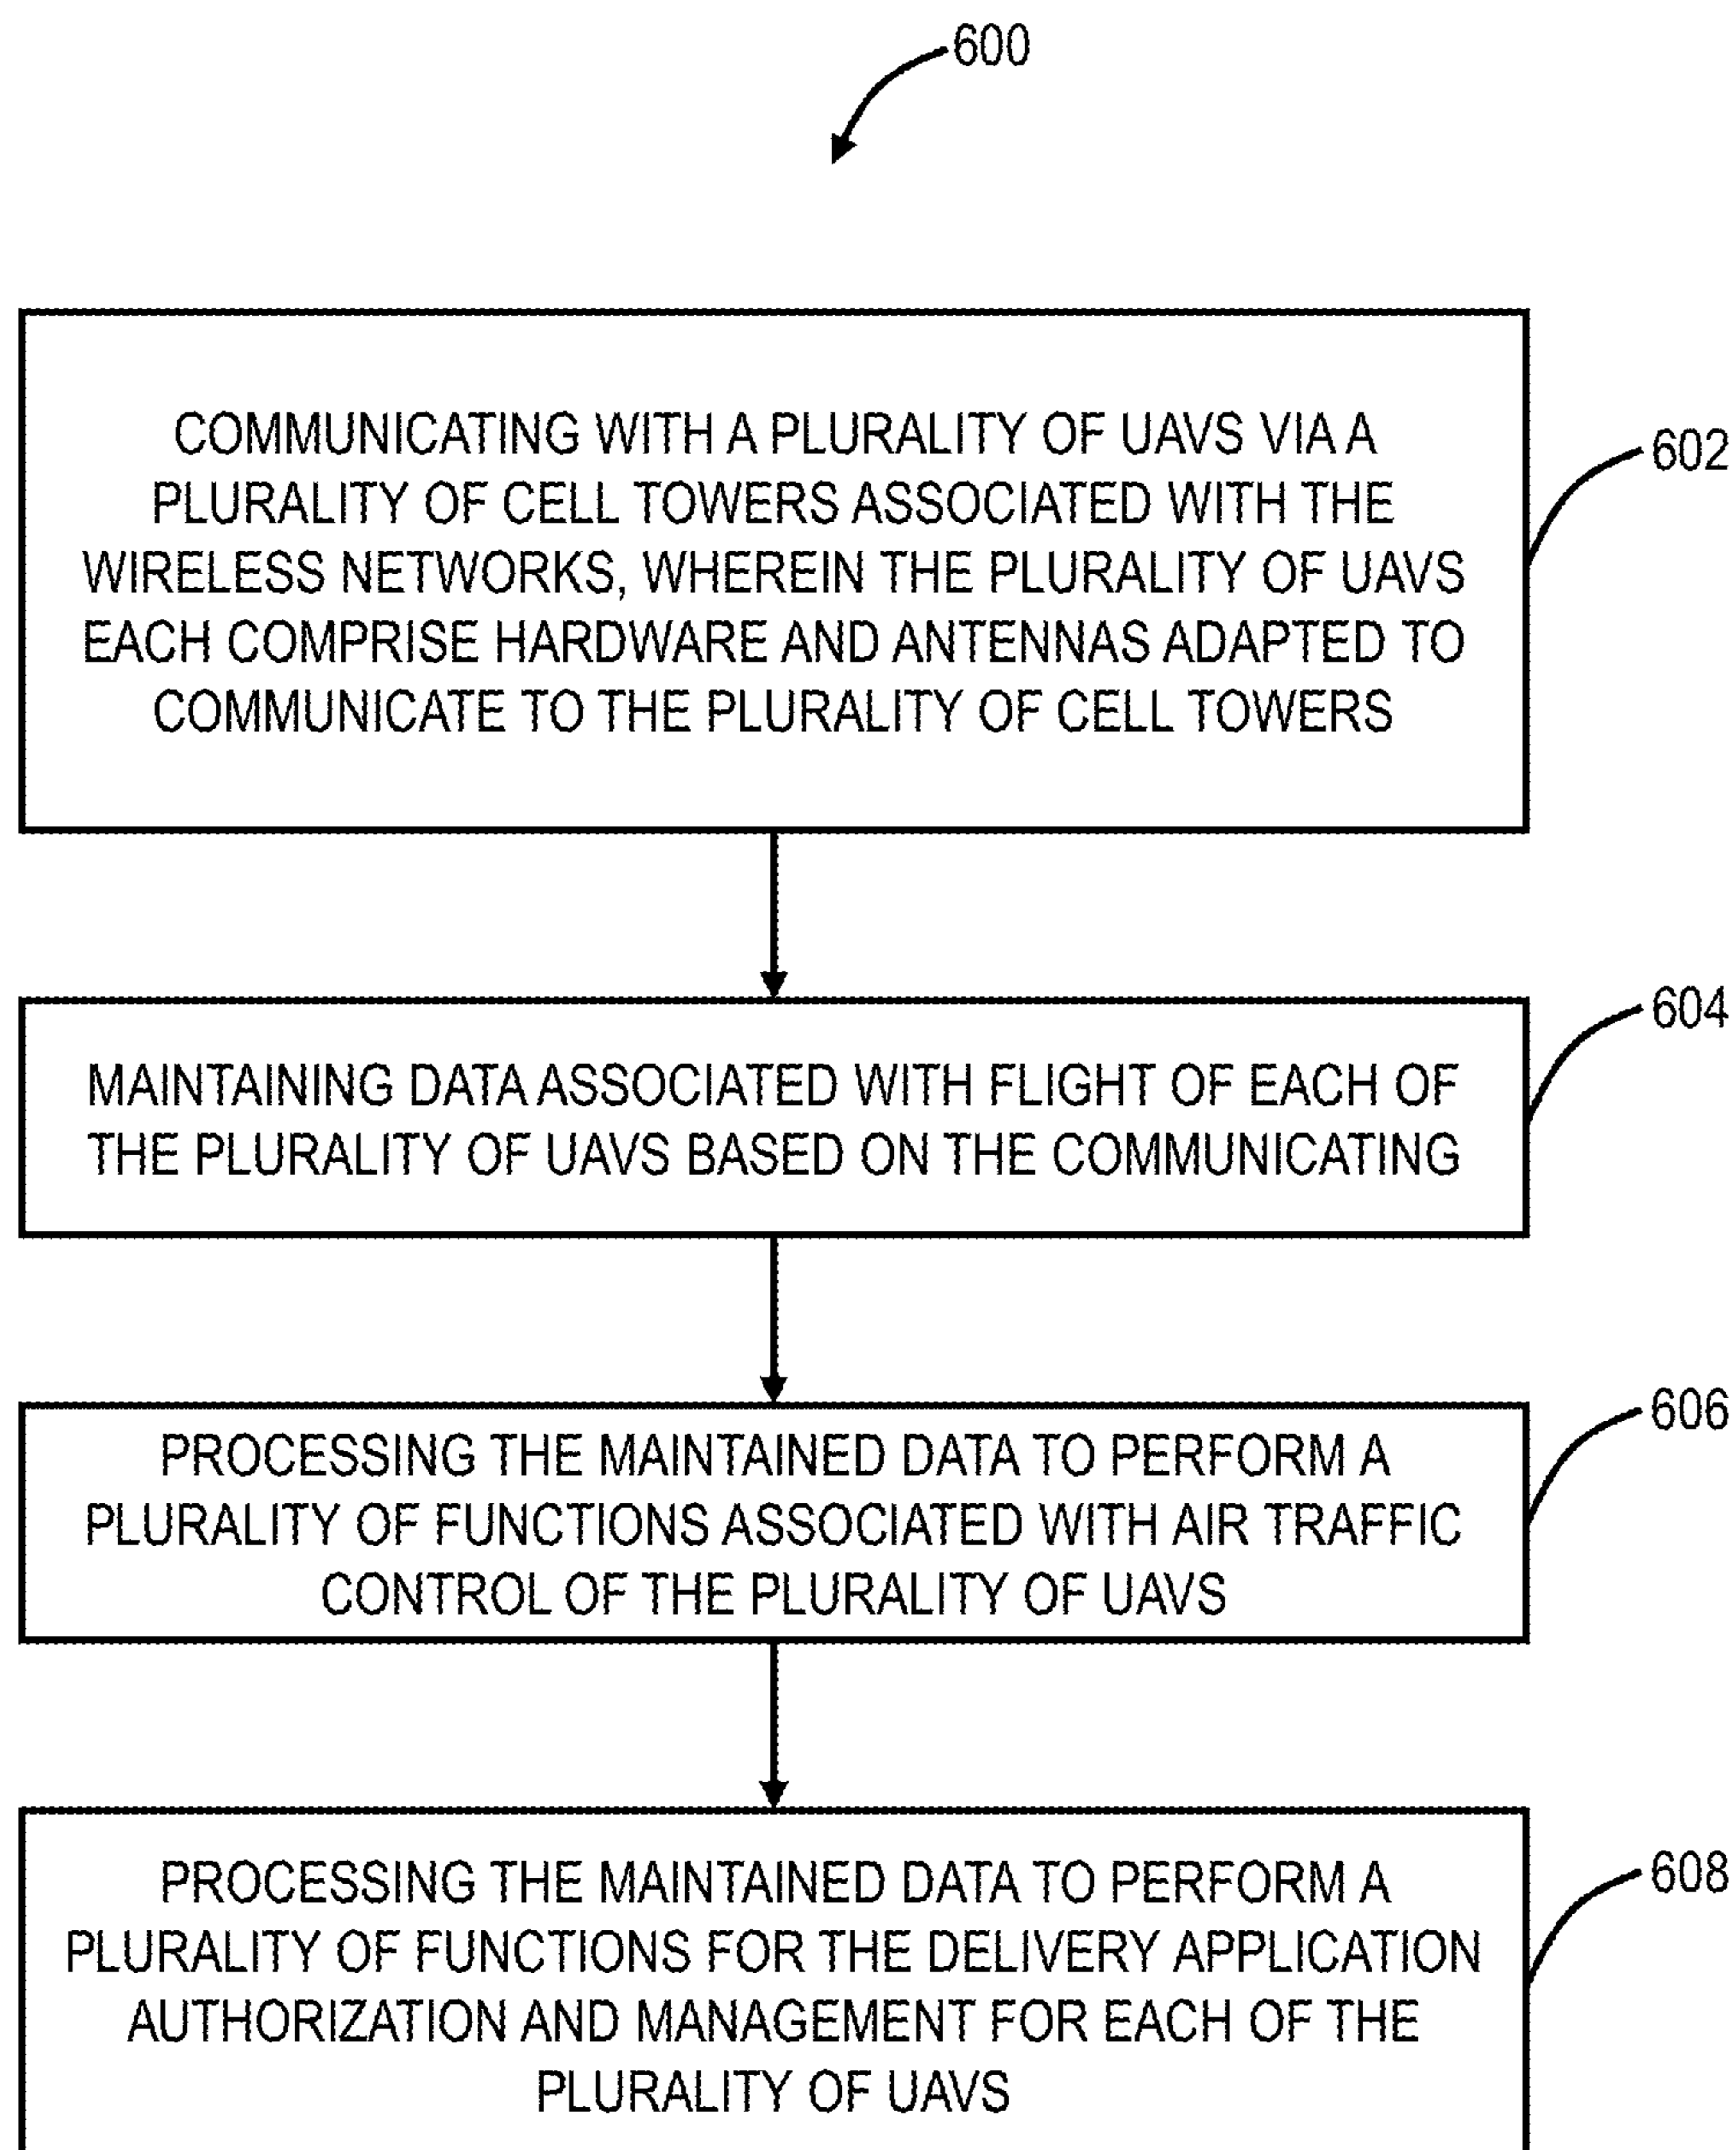 600
COMMUNICATING WITH A PLURALITY OF UAVS VIA A
PLURALITY OF CELL TOWERS ASSOCIATED WITH THE
WIRELESS NETWORKS, WHEREIN THE PLURALITY OF UAVS
EACH COMPRISE HARDWARE AND ANTENNAS ADAPTED TO
COMMUNICATE TO THE PLURALITY OF CELL TOWERS
602
MAINTAINING DATA ASSOCIATED WITH FLIGHT OF EACH OF
THE PLURALITY OF UAVS BASED ON THE COMMUNICATING
604
PROCESSING THE MAINTAINED DATA TO PERFORM A
PLURALITY OF FUNCTIONS ASSOCIATED WITH AIR TRAFFIC
CONTROL OF THE PLURALITY OF UAVS
606
PROCESSING THE MAINTAINED DATA TO PERFORM A
PLURALITY OF FUNCTIONS FOR THE DELIVERY APPLICATION
AUTHORIZATION AND MANAGEMENT FOR EACH OF THE
PLURALITY OF UAVS
608